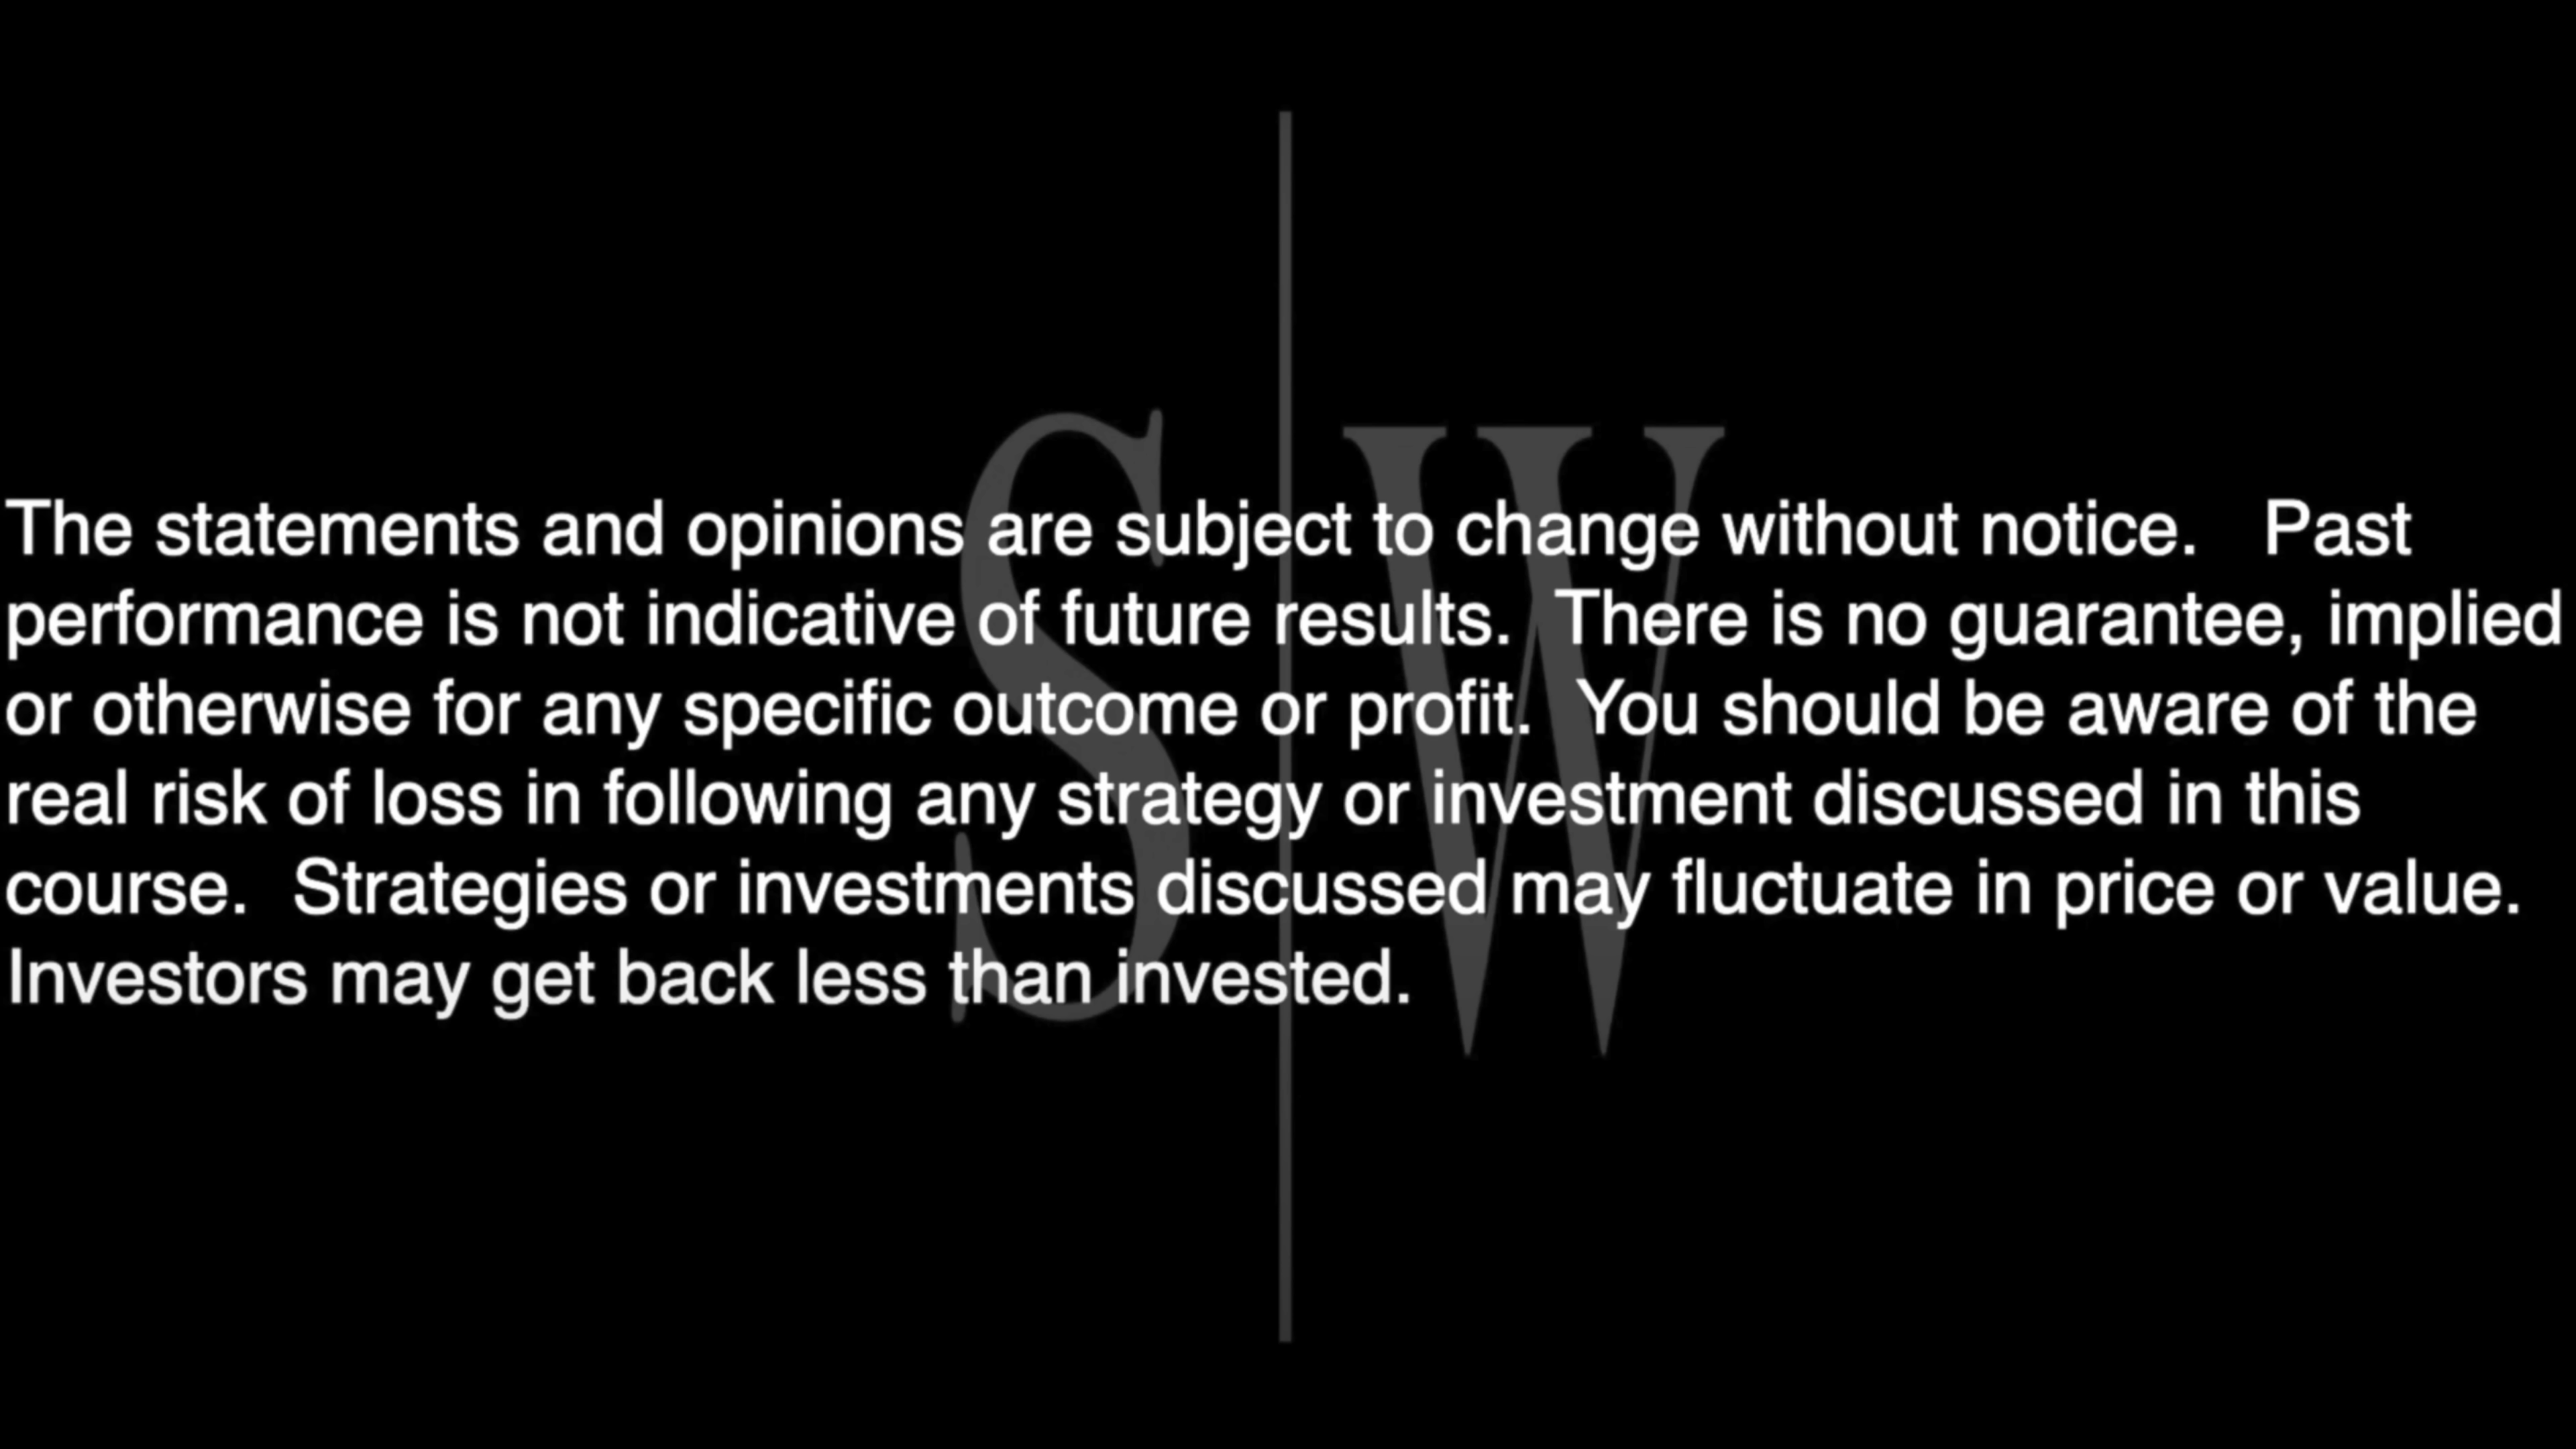 S W
The statements and opinions are subject to change without notice.   Past
performance is not indicative of future results.  There is no guarantee, implied
or otherwise for any specific outcome or profit.  You should be aware of the
real risk of loss in following any strategy or investment discussed in this
course.  Strategies or investments discussed may fluctuate in price or value.
Investors may get back less than invested.